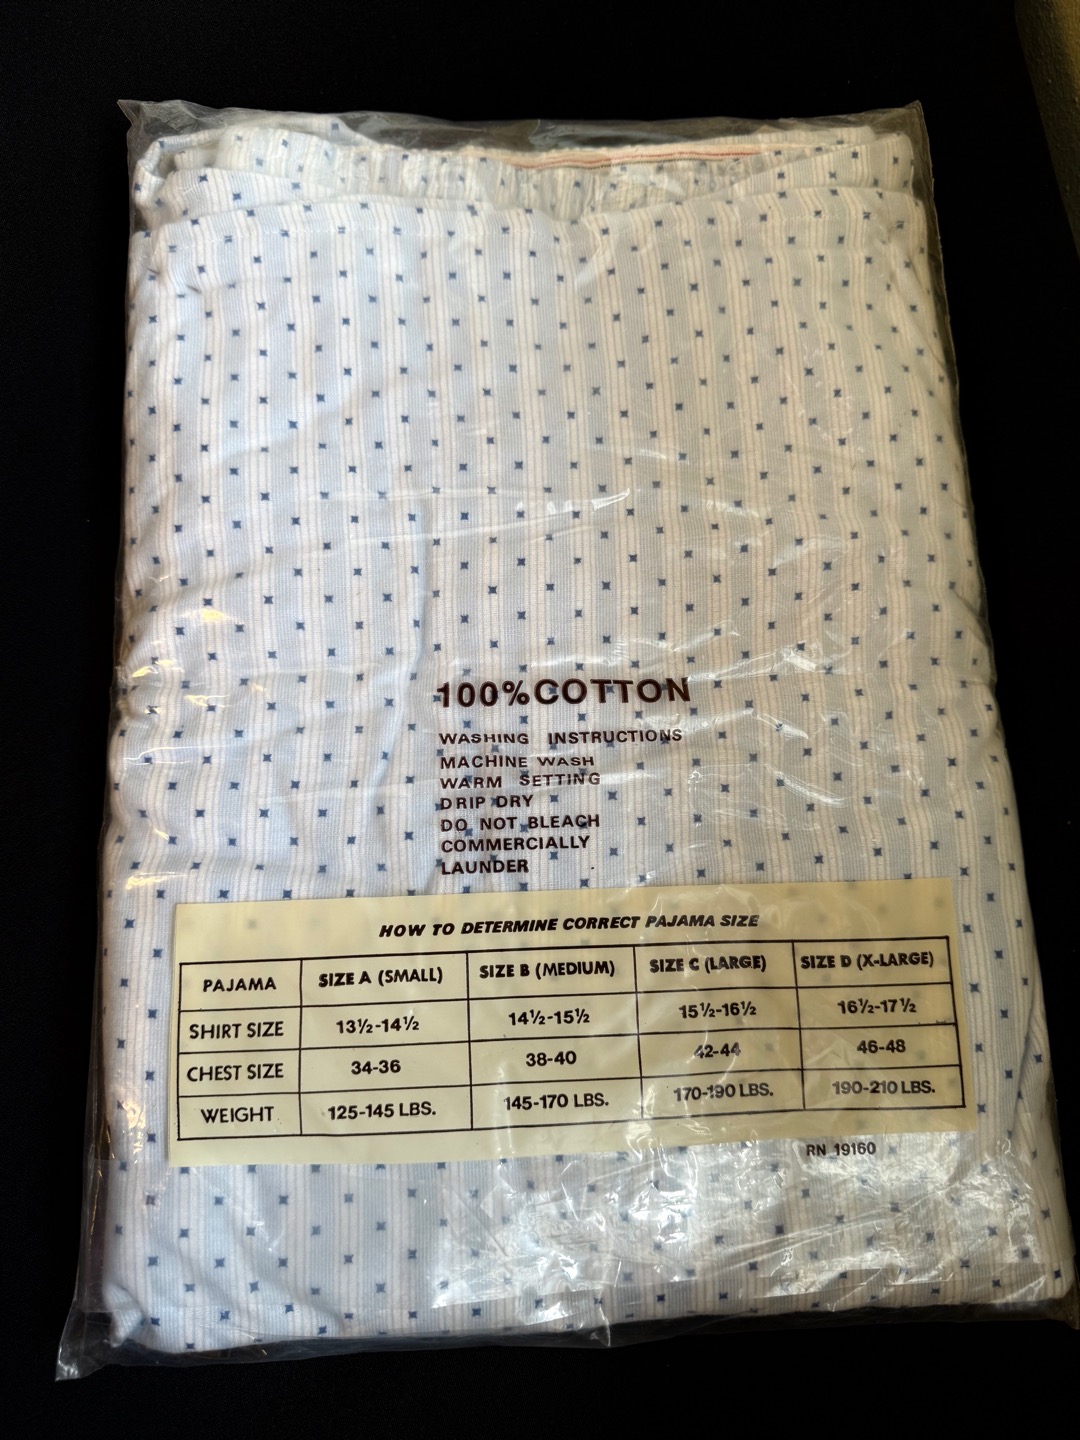 100% COTTON
WASHING INSTRUCTIONS
MACHINE WASH
WARM SETTING
DRIP DRY
DO NOT BLEACH
COMMERCIALLY
LAUNDER
HOW TO DETERMINE CORRECT PAJAMA SIZE
PAJAMA SIZE A (SMALL) SIZE B (MEDIUM) SIZE C (LARGE) SIZE D (X-LARGE)
SHIRT SIZE 13½-14½ 14½-15½ 15½-16½ 16½-17½
CHEST SIZE 34-36 38-40 42-44 46-48
WEIGHT 125-145 LBS. 145-170 LBS. 170-190 LBS. 190-210 LBS.
RN 19160